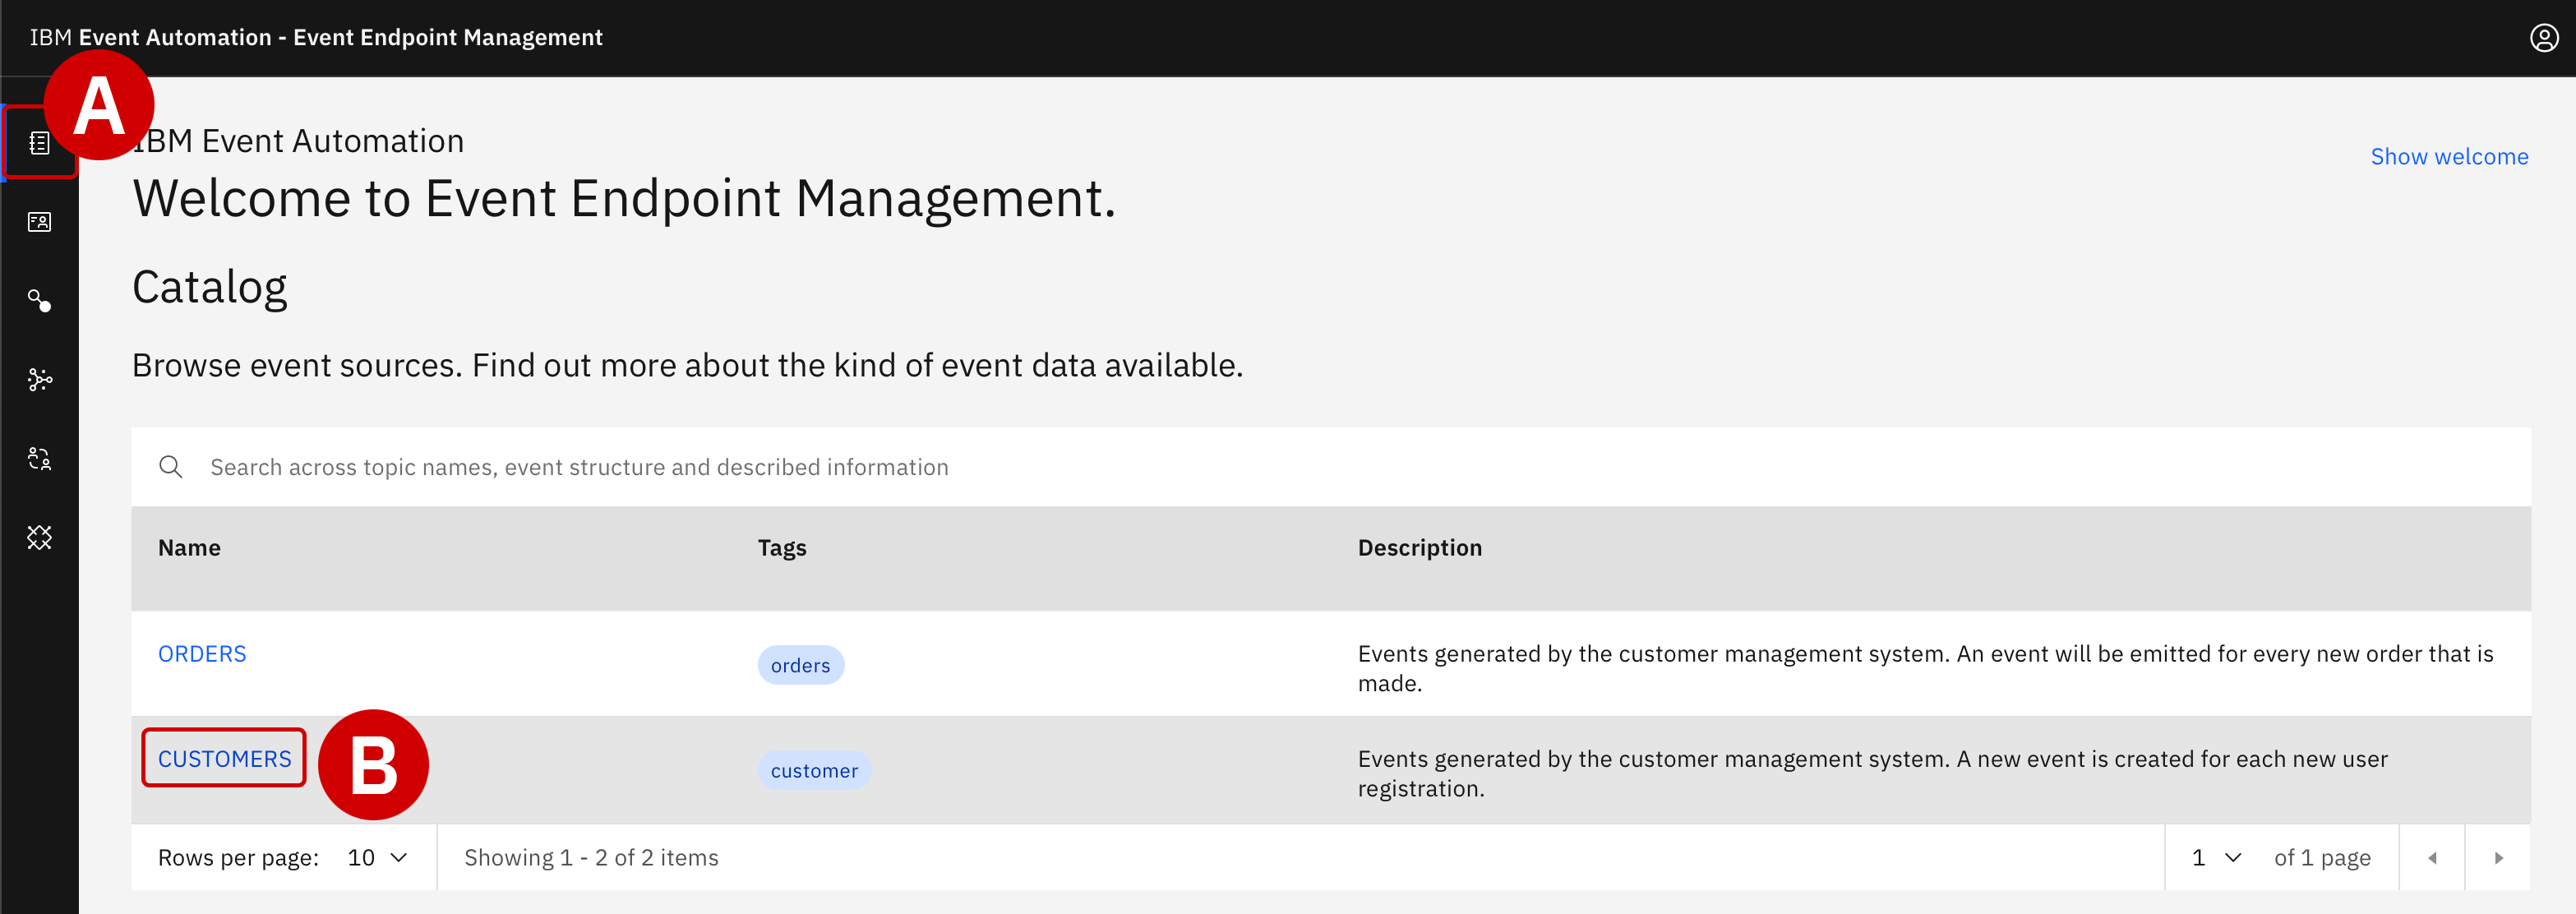 IBM Event Automation - Event Endpoint Management
A
IBM Event Automation
Show welcome
Welcome to Event Endpoint Management.
Catalog
Browse event sources. Find out more about the kind of event data available.
Search across topic names, event structure and described information
Name Tags Description
ORDERS orders Events generated by the customer management system. An event will be emitted for every new order that is
made.
CUSTOMERS B customer Events generated by the customer management system. A new event is created for each new user
registration.
Rows per page: 10 Showing 1 - 2 of 2 items 1 of 1 page